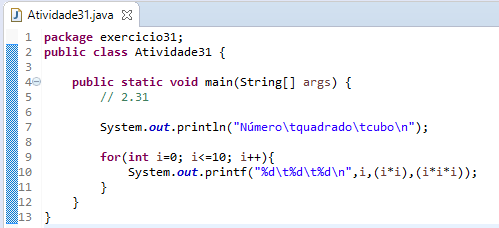 Atividade31.java
1 package exercicio31;
2 public class Atividade31 {
3
4 public static void main(String[] args) {
5 // 2.31
6
7 System.out.println("Número\tquadrado\tcubo\n");
8
9 for(int i=0; i<=10; i++){
10 System.out.printf("%d\t%d\t%d\n",i,(i*i),(i*i*i));
11 }
12 }
13 }